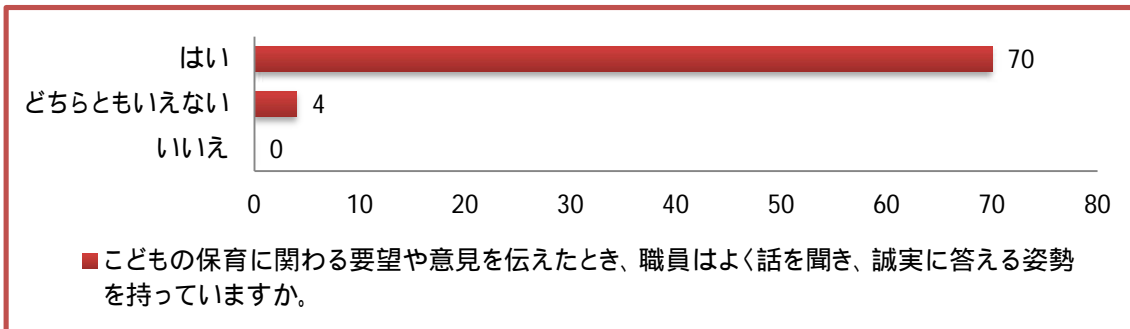 はい 70
どちらともいえない 4
いいえ 0
0 10 20 30 40 50 60 70 80
こどもの保育に関わる要望や意見を伝えたとき、職員はよく話を聞き、誠実に答える姿勢
を持っていますか。